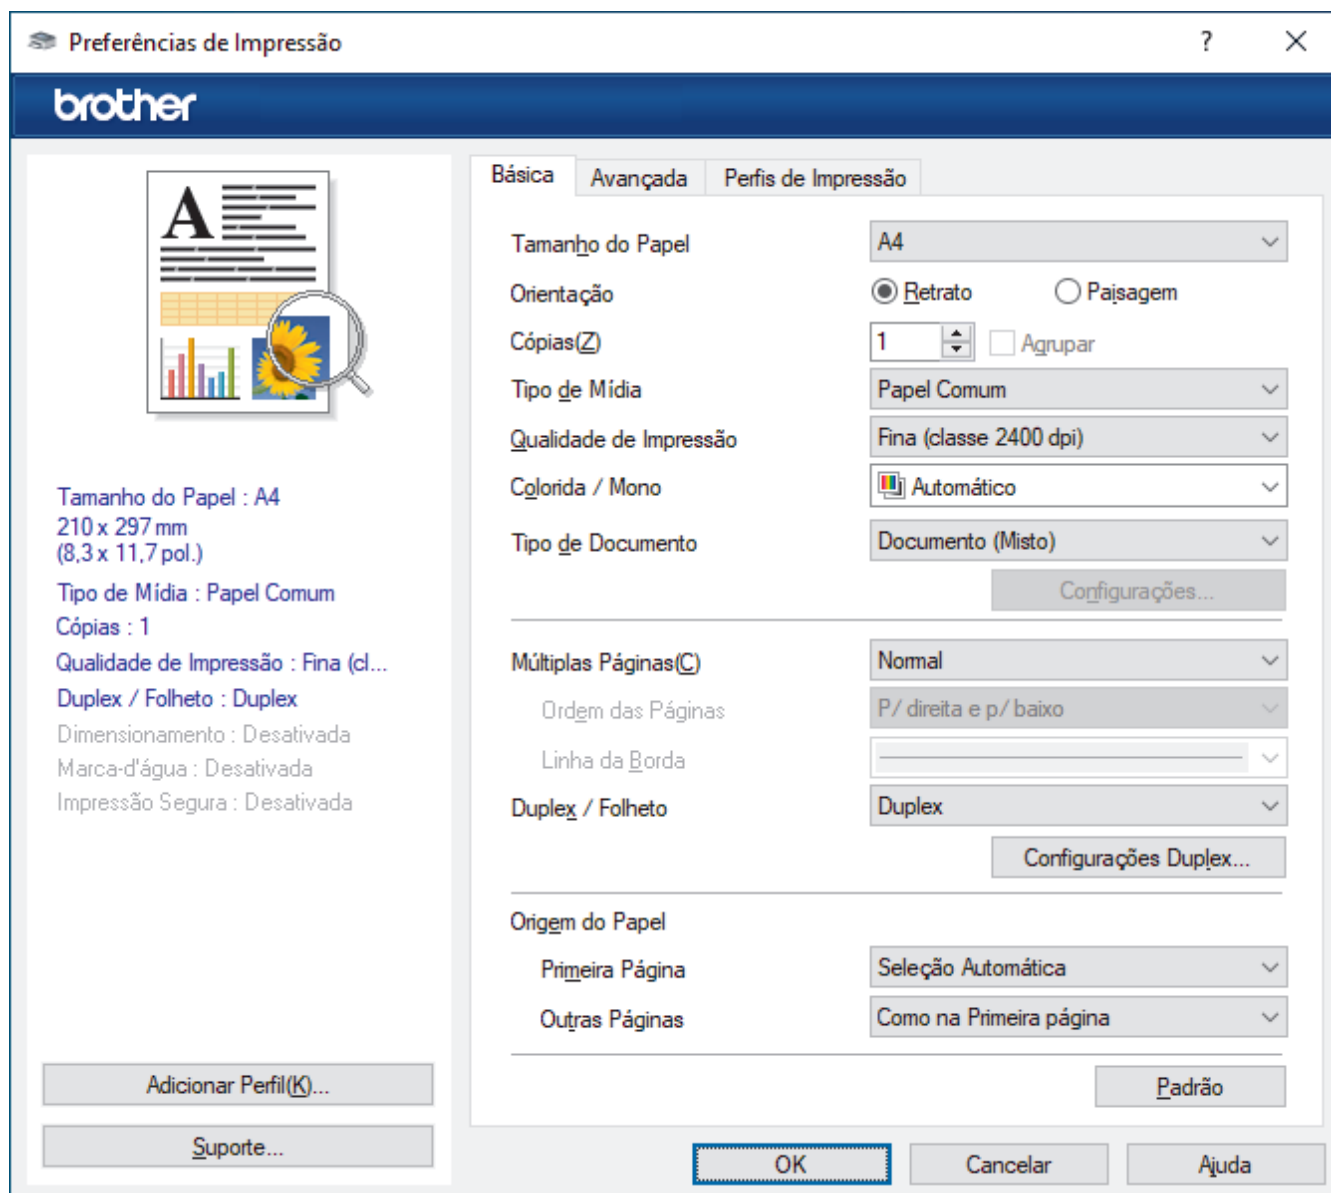 Preferências de Impressão
?
brother
A
Tamanho do Papel : A4
210 x 297 mm
(8,3 x 11,7 pol.)
Tipo de Mídia : Papel Comum
Cópias : 1
Qualidade de Impressão : Fina (cl...
Duplex / Folheto : Duplex
Dimensionamento : Desativada
Marca-d'água : Desativada
Impressão Segura : Desativada
Adicionar Perfil(K)...
Suporte...
Básica Avançada Perfis de Impressão
Tamanho do Papel A4
Orientação Retrato Paisagem
Cópias(Z) 1 Agrupar
Tipo de Mídia Papel Comum
Qualidade de Impressão Fina (classe 2400 dpi)
Colorida / Mono Automático
Tipo de Documento Documento (Misto)
Configurações...
Múltiplas Páginas(C) Normal
Ordem das Páginas P/ direita e p/ baixo
Linha da Borda
Duplex / Folheto Duplex
Configurações Duplex...
Origem do Papel
Primeira Página Seleção Automática
Outras Páginas Como na Primeira página
Padrão
OK Cancelar Ajuda